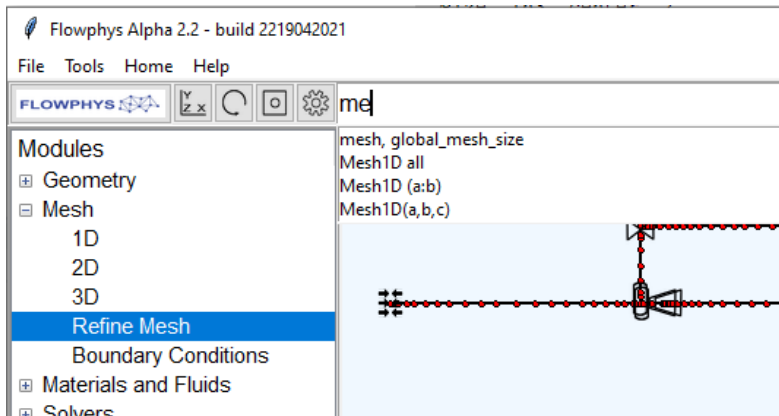 Flowphys Alpha 2.2 - build 2219042021
File Tools Home Help
FLOWPHYS
Y
Z X
me
mesh, global_mesh_size
Mesh1D all
Mesh1D (a:b)
Mesh1D(a,b,c)
Modules
Geometry
Mesh
1D
2D
3D
Refine Mesh
Boundary Conditions
Materials and Fluids
Solvers